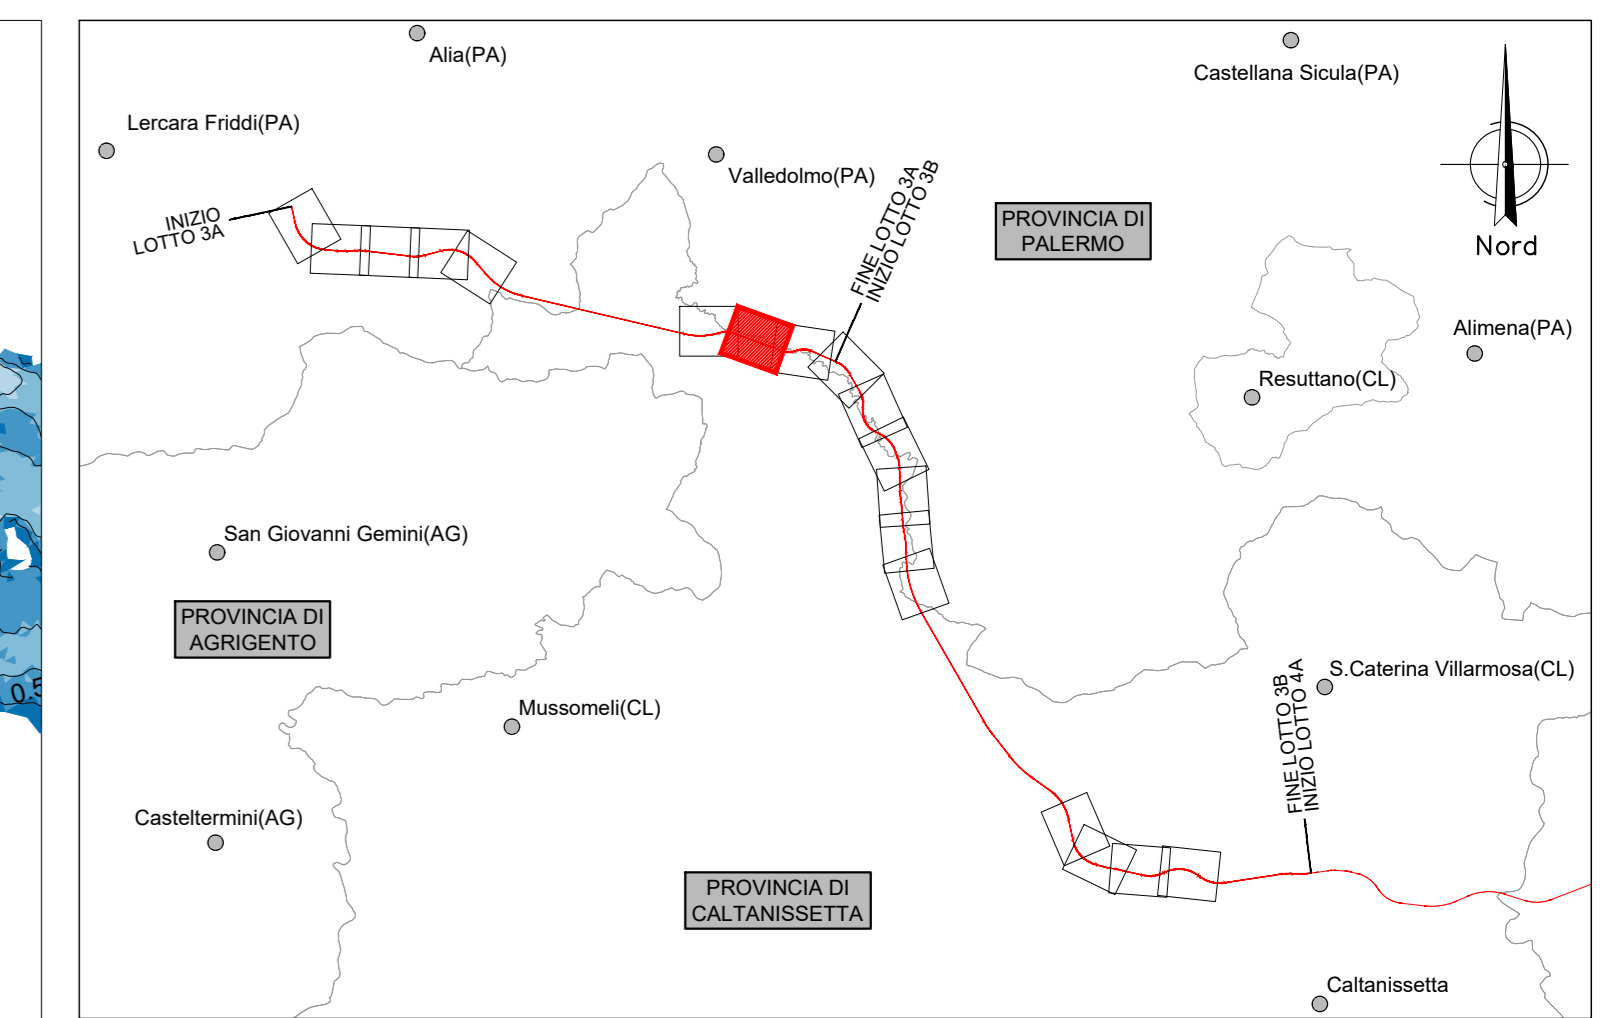 Alia(PA)
Castellana Sicula(PA)
Lercara Friddi(PA)
Valledolmo(PA)
INIZIO
LOTTO 3A
FINE LOTTO 3A
INIZIO LOTTO 3B
PROVINCIA DI
PALERMO
Nord
Alimena(PA)
Resuttano(CL)
San Giovanni Gemini(AG)
PROVINCIA DI
AGRIGENTO
0.5
Mussomeli(CL)
S.Caterina Villarmosa(CL)
FINE LOTTO 3B
INIZIO LOTTO 4A
Casteltermini(AG)
PROVINCIA DI
CALTANISSETTA
Caltanissetta